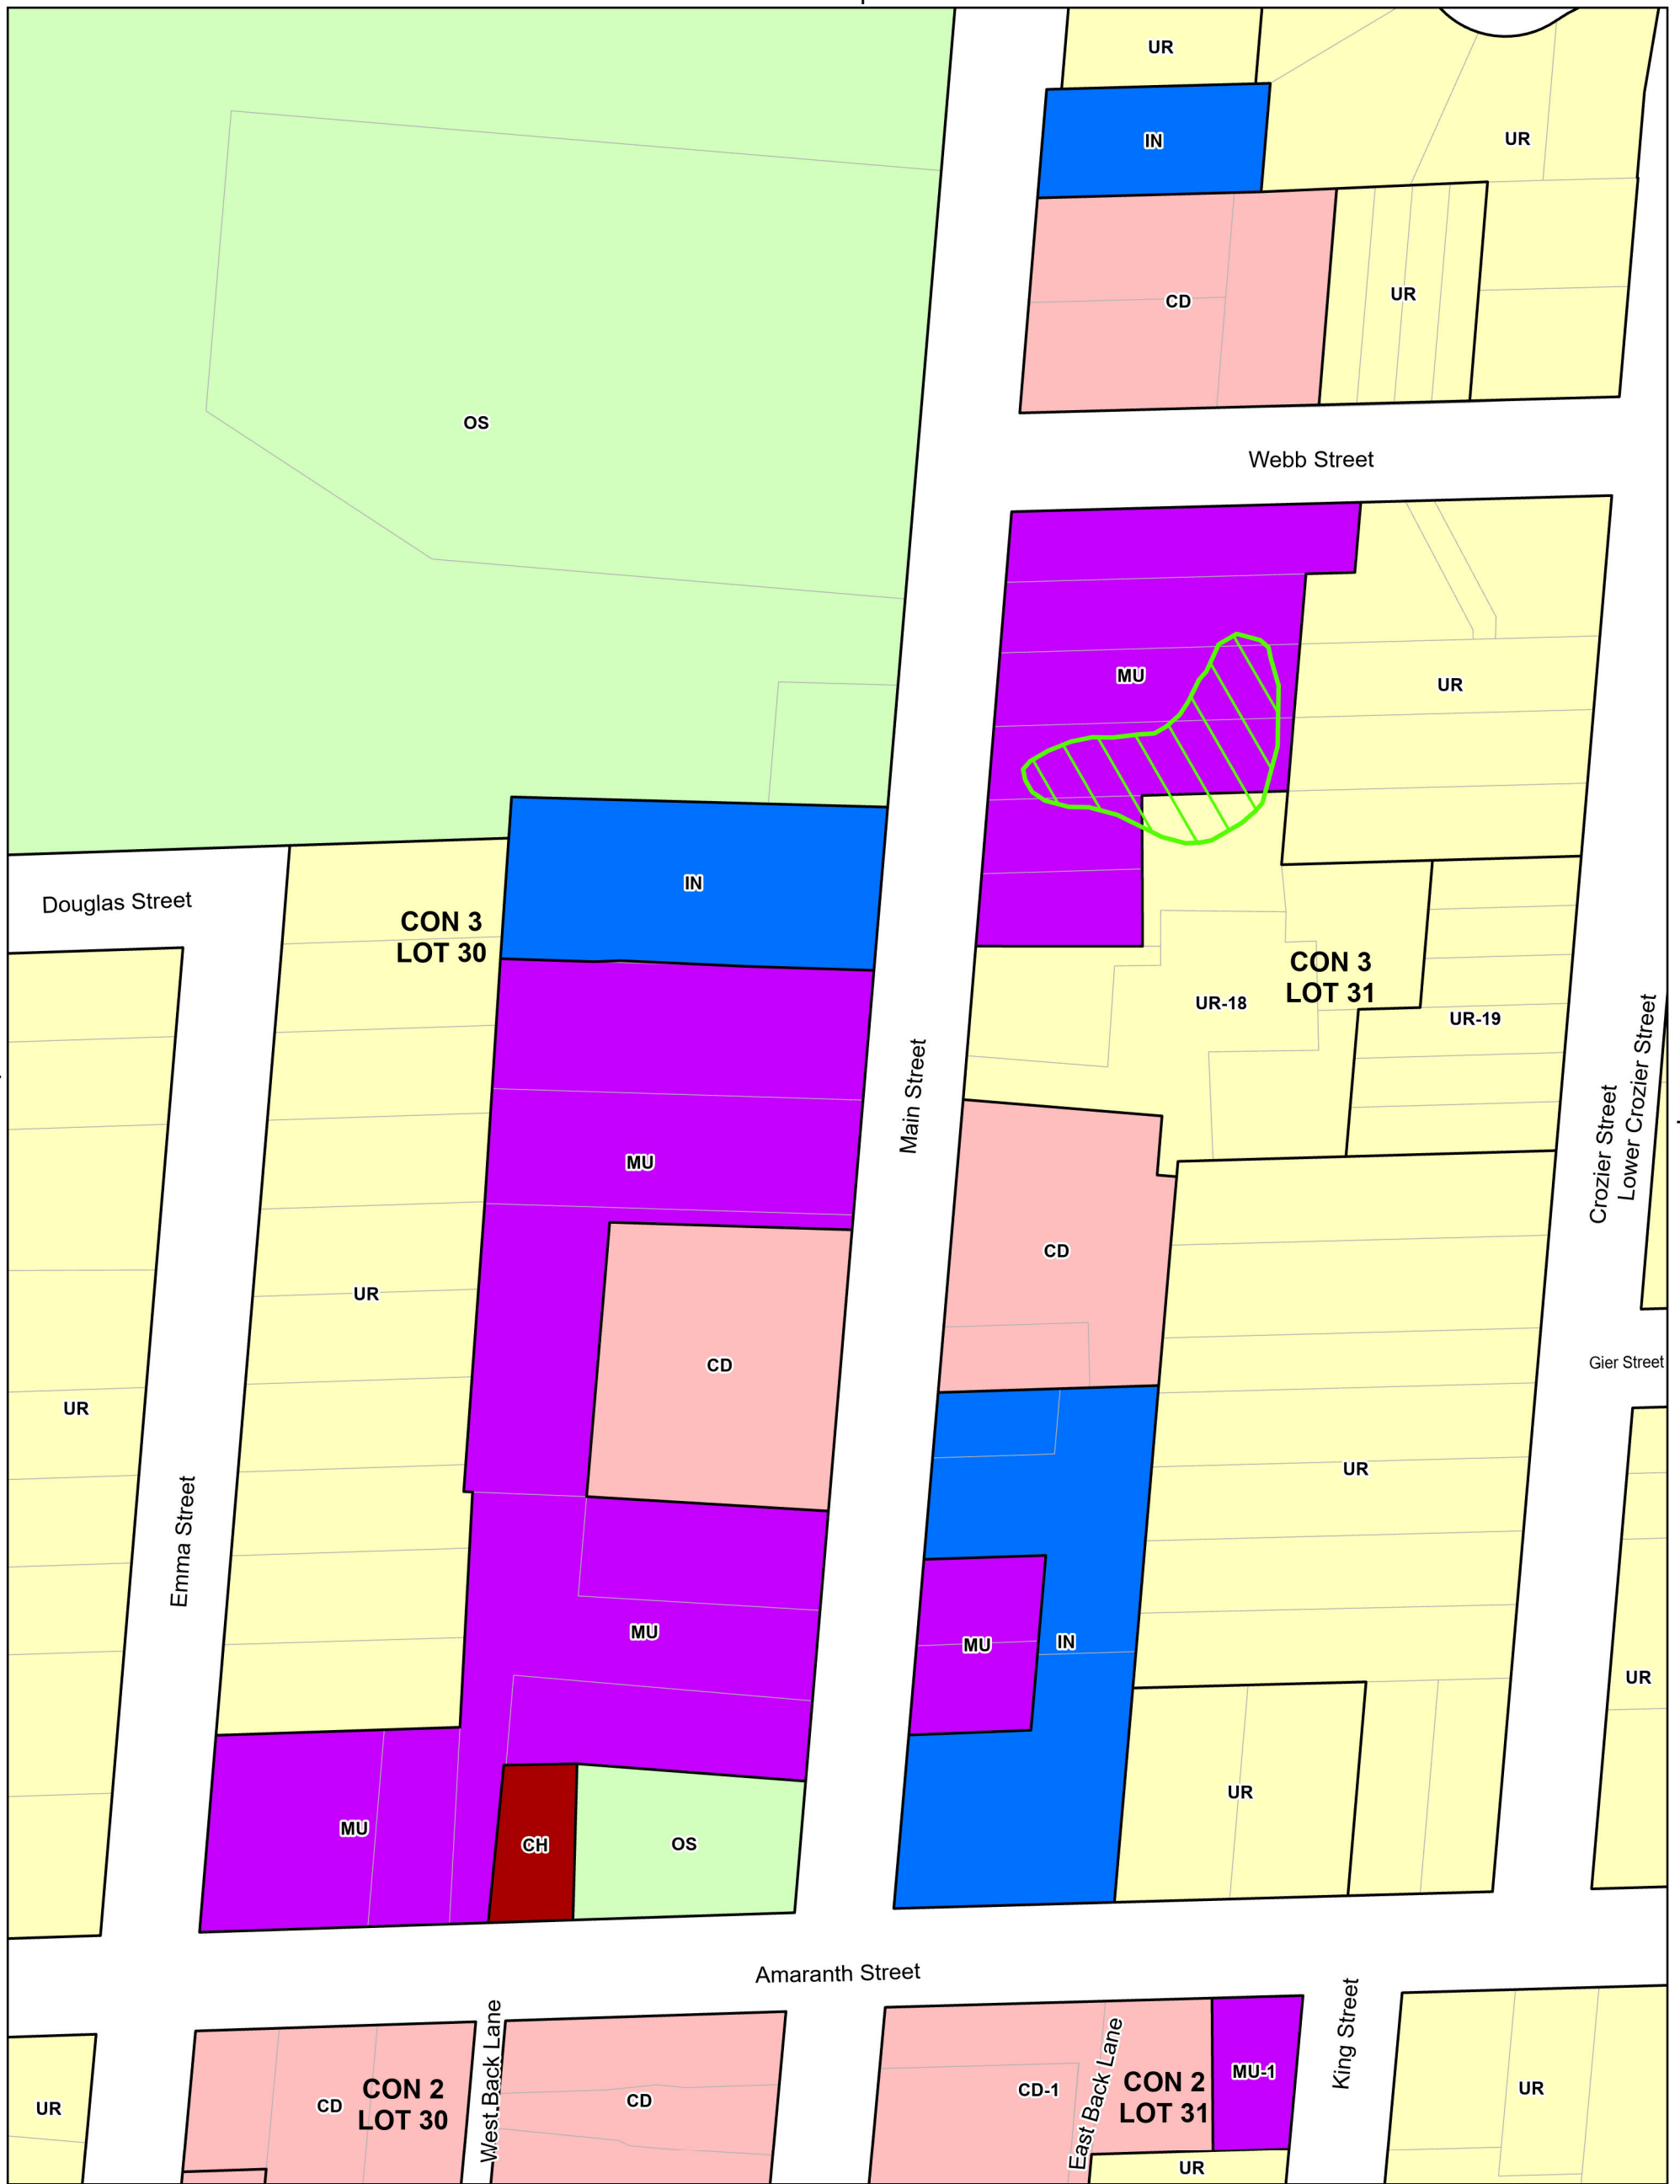 UR
IN
UR
CD
UR
OS
Webb Street
MU
UR
IN
Douglas Street
CON 3
LOT 30
CON 3
LOT 31
UR-18
UR-19
Main Street
Crozier Street
Lower Crozier Street
MU
CD
UR
CD
Gier Street
UR
UR
Emma Street
MU
MU
IN
UR
UR
MU
CH
OS
Amaranth Street
West Back Lane
East Back Lane
King Street
UR
CD
CON 2
LOT 30
CD
CD-1
CON 2
LOT 31
MU-1
UR
UR